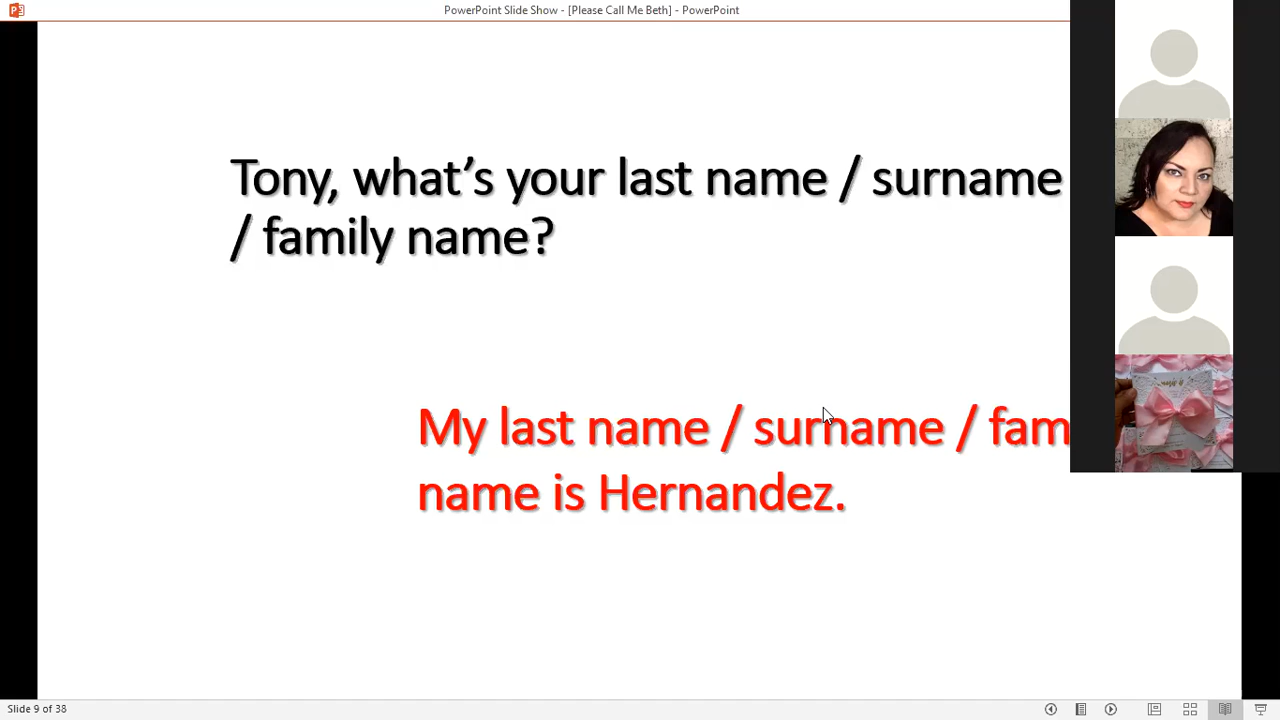 PowerPoint Slide Show - [Please Call Me Beth] - PowerPoint
Tony, what's your last name / surname
/ family name?
My last name / surname / fam
name is Hernandez.
Slide 9 of 38